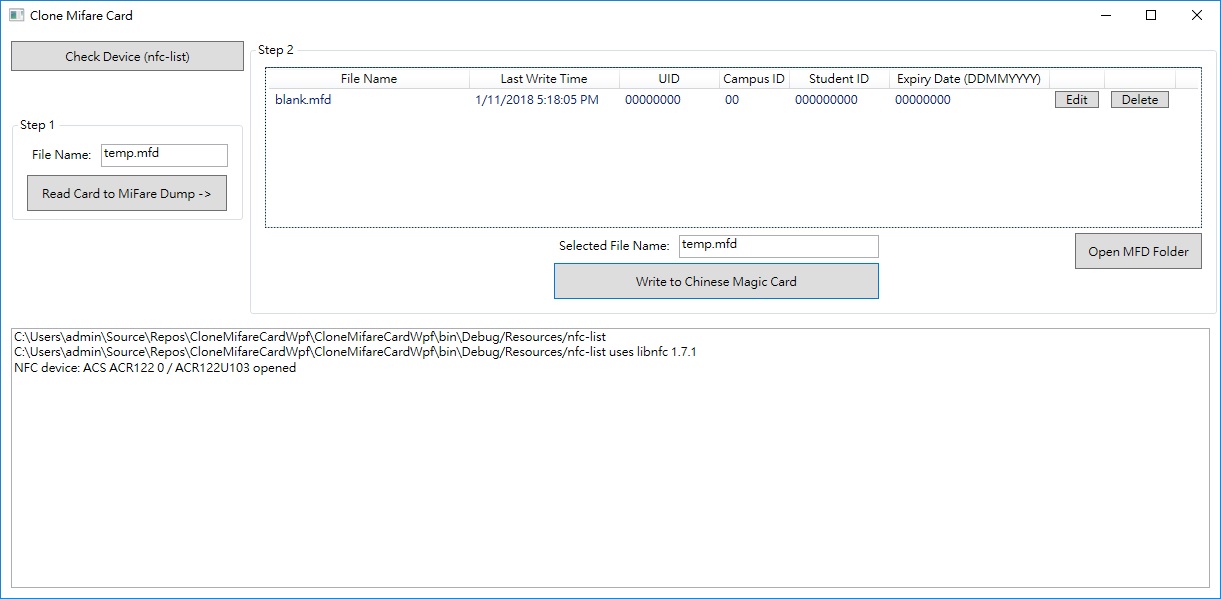 Clone Mifare Card
Check Device (nfc-list)
Step 1
File Name: temp.mfd
Read Card to MiFare Dump ->
Step 2
File Name Last Write Time UID Campus ID Student ID Expiry Date (DDMMYYYY)
blank.mfd 1/11/2018 5:18:05 PM 00000000 00 000000000 00000000 Edit Delete
Selected File Name: temp.mfd
Write to Chinese Magic Card
Open MFD Folder
C:\Users\admin\Source\Repos\CloneMifareCardWpf\CloneMifareCardWpf\bin\Debug/Resources/nfc-list
C:\Users\admin\Source\Repos\CloneMifareCardWpf\CloneMifareCardWpf\bin\Debug/Resources/nfc-list uses libnfc 1.7.1
NFC device: ACS ACR122 0 / ACR122U103 opened